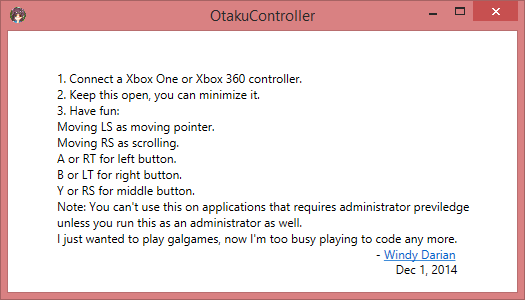 OtakuController
1. Connect a Xbox One or Xbox 360 controller.
2. Keep this open, you can minimize it.
3. Have fun:
Moving LS as moving pointer.
Moving RS as scrolling.
A or RT for left button.
B or LT for right button.
Y or RS for middle button.
Note: You can't use this on applications that requires administrator previledge
unless you run this as an administrator as well.
I just wanted to play galgames, now I'm too busy playing to code any more.
- Windy Darian
Dec 1, 2014